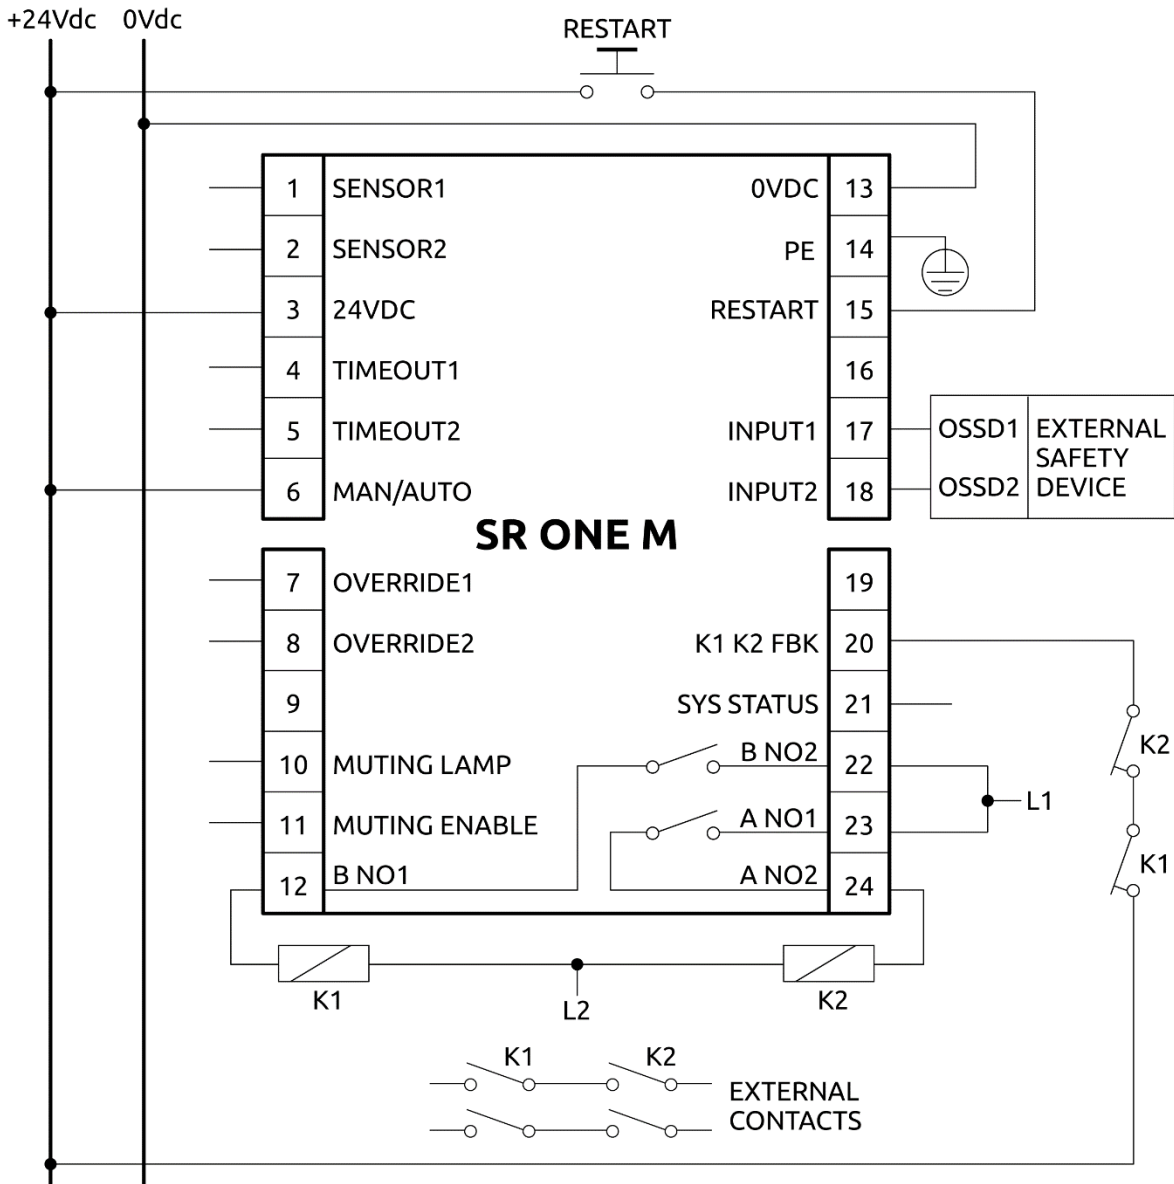 +24Vdc 0Vdc
RESTART
1 SENSOR1 0VDC 13
2 SENSOR2 PE 14
3 24VDC RESTART 15
4 TIMEOUT1 16
5 TIMEOUT2 INPUT1 17 OSSD1 EXTERNAL
SAFETY
6 MAN/AUTO INPUT2 18 OSSD2 DEVICE
SR ONE M
7 OVERRIDE1 19
8 OVERRIDE2 K1 K2 FBK 20
9 SYS STATUS 21
K2
10 MUTING LAMP B NO2 22
L1
11 MUTING ENABLE A NO1 23
K1
12 B NO1 A NO2 24
K1 L2 K2
K1 K2
EXTERNAL
CONTACTS